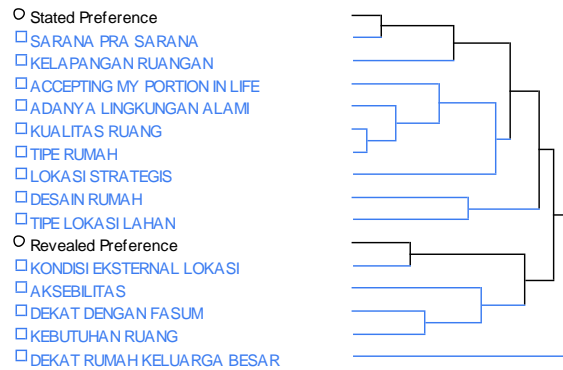 Stated Preference
SARANA PRA SARANA
KELAPANGAN RUANGAN
ACCEPTING MY PORTION IN LIFE
ADANYA LINGKUNGAN ALAMI
KUALITAS RUANG
TIPE RUMAH
LOKASI STRATEGIS
DESAIN RUMAH
TIPE LOKASI LAHAN
Revealed Preference
KONDISI EKSTERNAL LOKASI
AKSEBILITAS
DEKAT DENGAN FASUM
KEBUTUHAN RUANG
DEKAT RUMAH KELUARGA BESAR